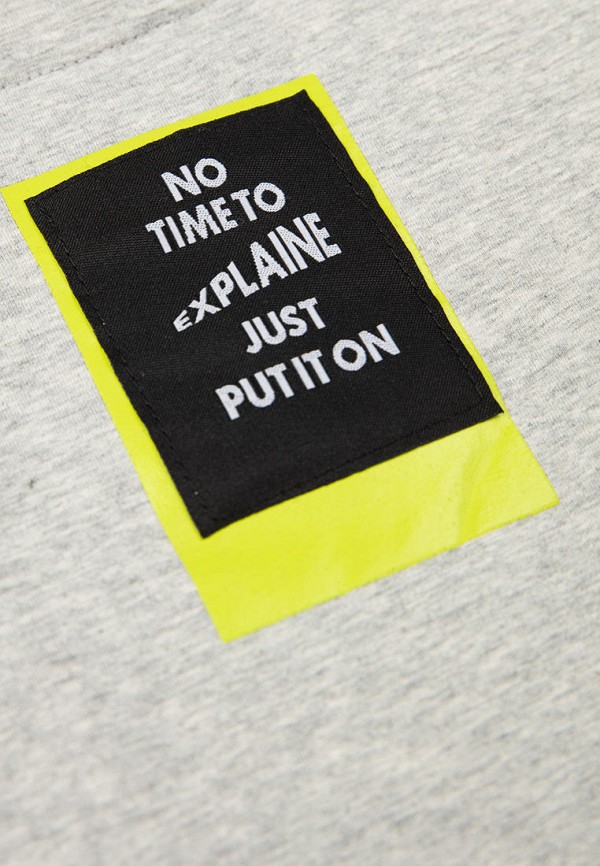 NO
TIME TO
EXPLAINE
JUST
PUT IT ON